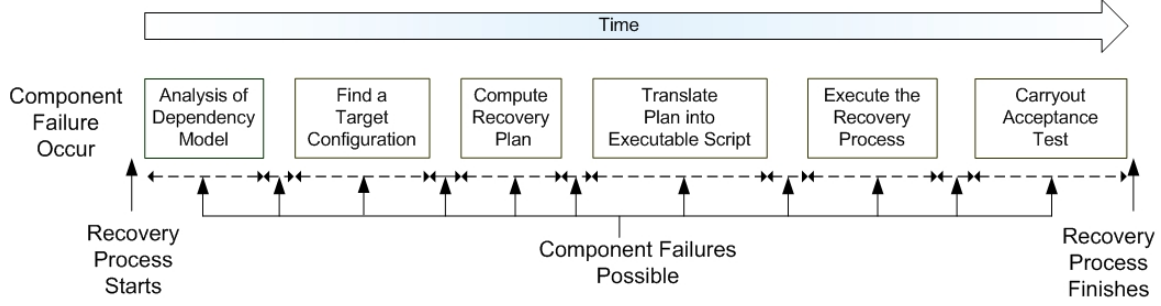 Time
Component
Failure
Occur
Analysis of
Dependency
Model
Find a
Target
Configuration
Compute
Recovery
Plan
Translate
Plan into
Executable Script
Execute the
Recovery
Process
Carryout
Acceptance
Test
Recovery
Process
Starts
Component Failures
Possible
Recovery
Process
Finishes